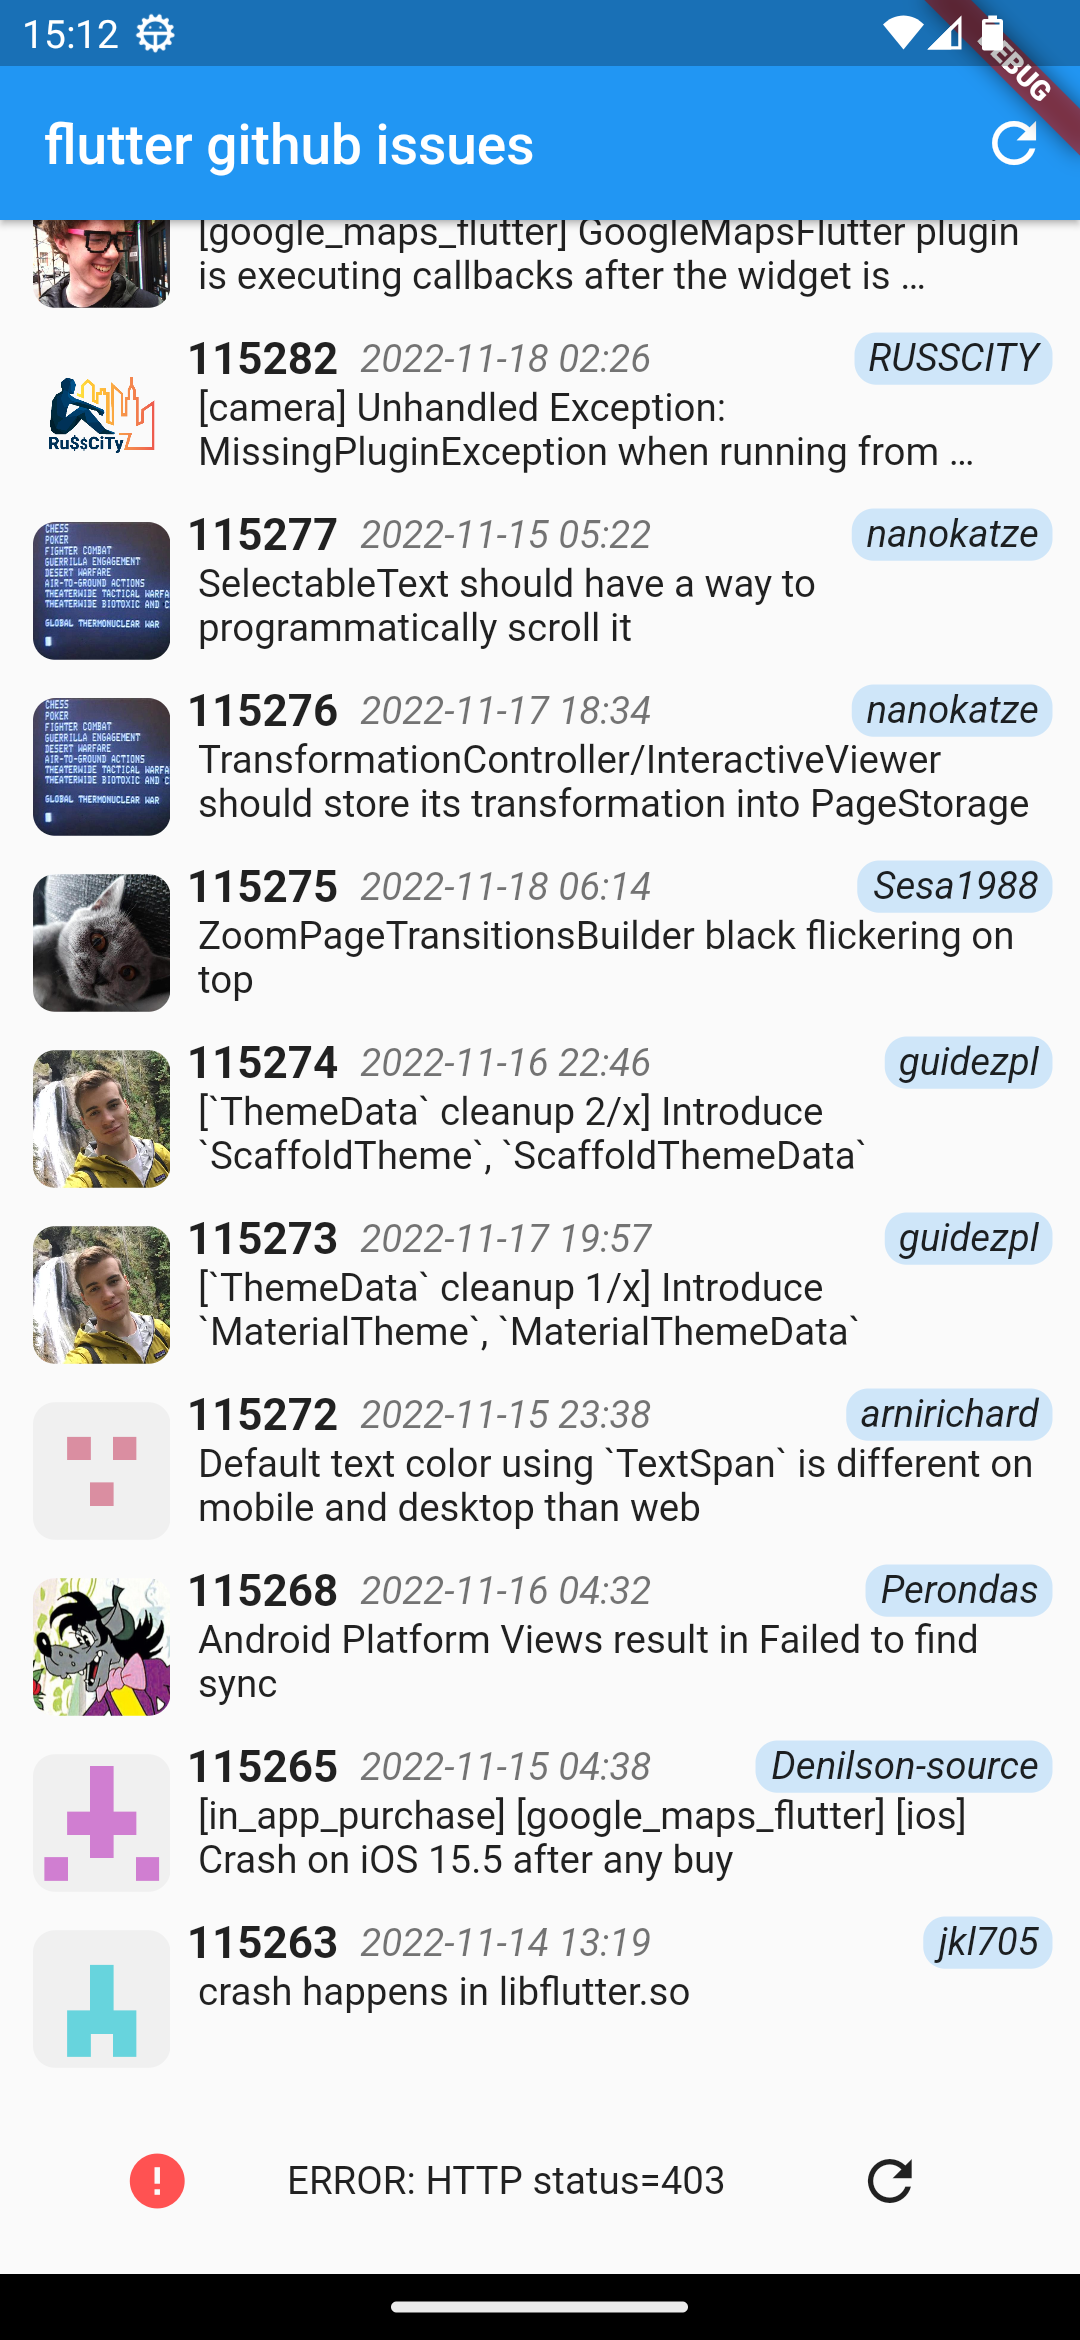 15:12
DEBUG
flutter github issues
[google_maps_flutter] GoogleMapsFlutter plugin
is executing callbacks after the widget is ...
115282 2022-11-18 02:26 RUSSCITY
[camera] Unhandled Exception:
MissingPluginException when running from ...
Ru$$CiTy
115277 2022-11-15 05:22 nanokatze
SelectableText should have a way to
programmatically scroll it
CHESS
POKER
FIGHTER COMBAT
GUERRILLA ENGAGEMENT
DESERT WARFARE
AIR-TO-GROUND ACTIONS
THEATERWIDE TACTICAL WARFA
THEATERWIDE BIOTOXIC AND C
GLOBAL THERMONUCLEAR WAR
115276 2022-11-17 18:34 nanokatze
TransformationController/InteractiveViewer
should store its transformation into PageStorage
CHESS
POKER
FIGHTER COMBAT
GUERRILLA ENGAGEMENT
DESERT WARFARE
AIR-TO-GROUND ACTIONS
THEATERWIDE TACTICAL WARFA
THEATERWIDE BIOTOXIC AND C
GLOBAL THERMONUCLEAR WAR
115275 2022-11-18 06:14 Sesa1988
ZoomPageTransitionsBuilder black flickering on
top
115274 2022-11-16 22:46 guidezpl
[`ThemeData` cleanup 2/x] Introduce
`ScaffoldTheme`, `ScaffoldThemeData`
115273 2022-11-17 19:57 guidezpl
[`ThemeData` cleanup 1/x] Introduce
`MaterialTheme`, `MaterialThemeData`
115272 2022-11-15 23:38 arnirichard
Default text color using `TextSpan` is different on
mobile and desktop than web
115268 2022-11-16 04:32 Perondas
Android Platform Views result in Failed to find
sync
115265 2022-11-15 04:38 Denilson-source
[in_app_purchase] [google_maps_flutter] [ios]
Crash on iOS 15.5 after any buy
115263 2022-11-14 13:19 jkl705
crash happens in libflutter.so
ERROR: HTTP status=403